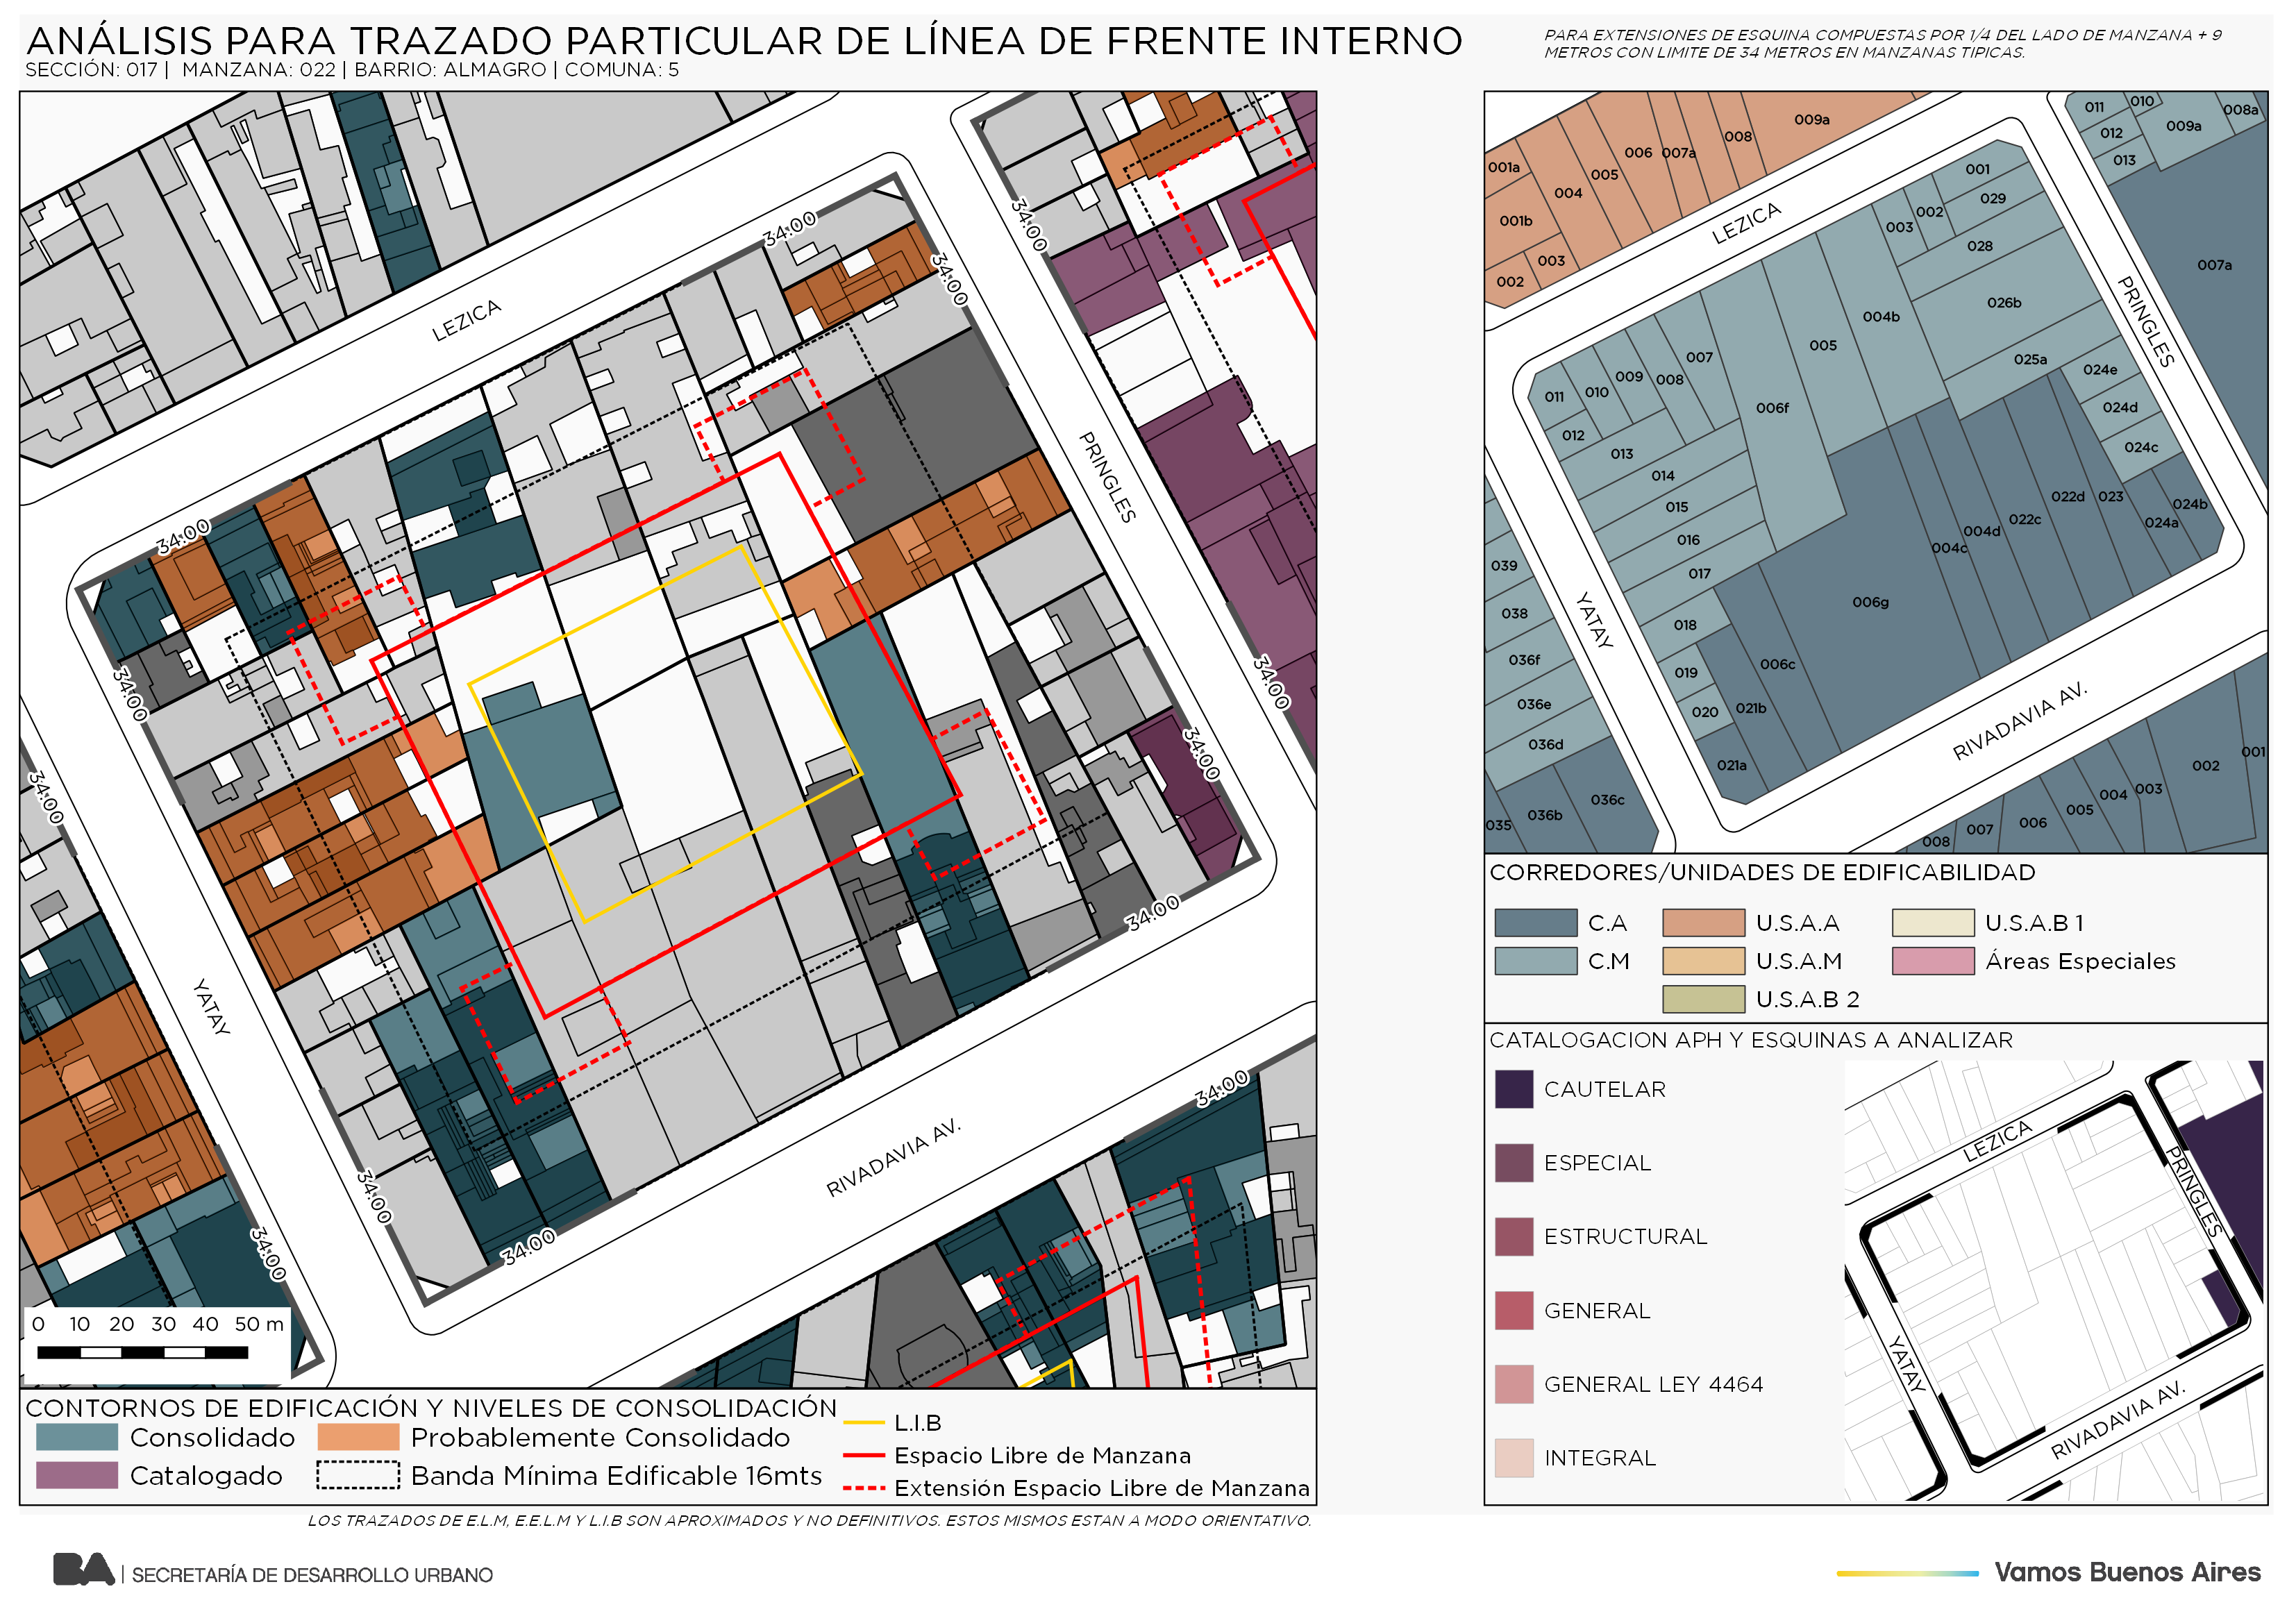 ANÁLISIS PARA TRAZADO PARTICULAR DE LÍNEA DE FRENTE INTERNO
SECCIÓN: 017 | MANZANA: 022 | BARRIO: ALMAGRO | COMUNA: 5
PARA EXTENSIONES DE ESQUINA COMPUESTAS POR 1/4 DEL LADO DE MANZANA + 9
METROS CON LIMITE DE 34 METROS EN MANZANAS TIPICAS.
34.00
34.00
34.00
LEZICA
PRINGLES
34.00
34.00
34.00
34.00
34.00
YATAY
34.00
34.00
34.00
34.00
34.00
RIVADAVIA AV.
0 10 20 30 40 50 m
CONTORNOS DE EDIFICACIÓN Y NIVELES DE CONSOLIDACIÓN
Consolidado
Probablemente Consolidado
Catalogado
Banda Mínima Edificable 16mts
L.I.B
Espacio Libre de Manzana
Extensión Espacio Libre de Manzana
LOS TRAZADOS DE E.L.M, E.E.L.M Y L.I.B SON APROXIMADOS Y NO DEFINITIVOS. ESTOS MISMOS ESTAN A MODO ORIENTATIVO.
001a
001b
002
003
004
005
006
007a
008
009a
011
010
012
013
009a
008a
007a
LEZICA
PRINGLES
001
029
002
003
028
026b
004b
005
025a
024e
024d
024c
024b
024a
023
022d
022c
004d
004c
006f
007
008
009
010
011
012
013
014
015
016
017
018
019
020
021b
021a
006c
006g
YATAY
039
038
036f
036e
036d
036c
036b
035
RIVADAVIA AV.
001
002
003
004
005
006
007
008
CORREDORES/UNIDADES DE EDIFICABILIDAD
C.A
U.S.A.A
U.S.A.B 1
C.M
U.S.A.M
Áreas Especiales
U.S.A.B 2
CATALOGACION APH Y ESQUINAS A ANALIZAR
CAUTELAR
ESPECIAL
ESTRUCTURAL
GENERAL
GENERAL LEY 4464
INTEGRAL
LEZICA
PRINGLES
YATAY
RIVADAVIA AV.
BA | SECRETARÍA DE DESARROLLO URBANO
Vamos Buenos Aires